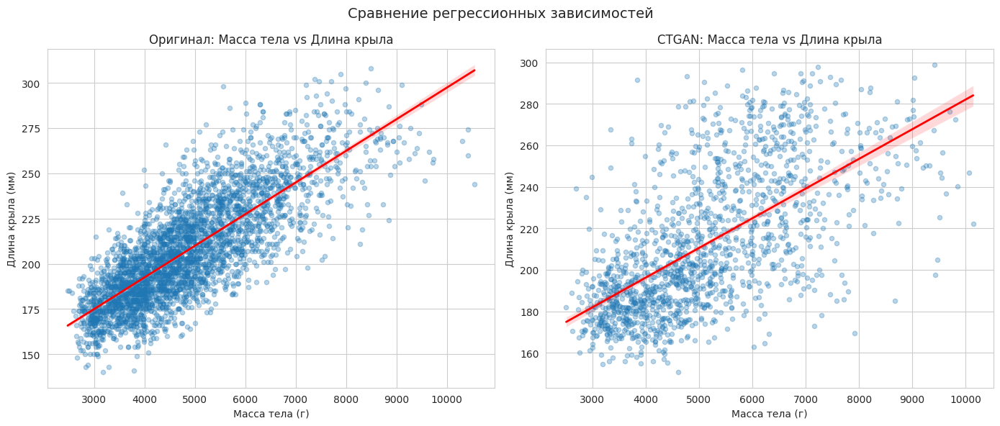 Сравнение регрессионных зависимостей
Оригинал: Масса тела vs Длина крыла
300
275
250
225
200
175
150
Длина крыла (мм)
3000 4000 5000 6000 7000 8000 9000 10000
Масса тела (г)
CTGAN: Масса тела vs Длина крыла
300
280
260
240
220
200
180
160
Длина крыла (мм)
3000 4000 5000 6000 7000 8000 9000 10000
Масса тела (г)